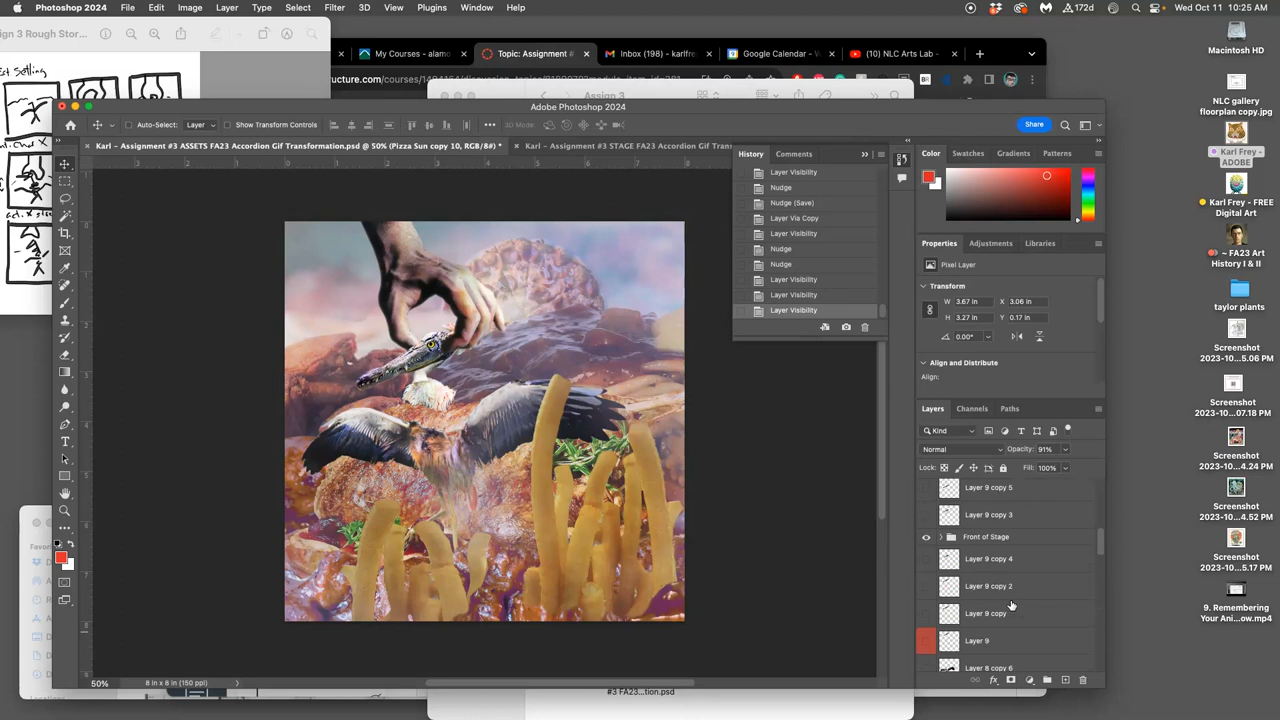 Photoshop 2024 File Edit Image Layer Type Select Filter 3D View Plugins Window Help 172d Wed Oct 11 10:25 AM
ign 3 Rough Stor...
My Courses - alamo Topic: Assignment # Inbox (198) - karlfre Google Calendar - We (10) NLC Arts Lab -
Assign 3
Adobe Photoshop 2024
Auto-Select: Layer Show Transform Controls 3D Mode: Share
Karl – Assignment #3 ASSETS FA23 Accordion Gif Transformation.psd @ 50% (Pizza Sun copy 10, RGB/8#) * Karl – Assignment #3 STAGE FA23 Accordion Gif Tran
History Comments
Layer Visibility
Nudge
Nudge (Save)
Layer Via Copy
Layer Visibility
Nudge
Nudge
Layer Visibility
Layer Visibility
Layer Visibility
Color Swatches Gradients Patterns
Properties Adjustments Libraries
Pixel Layer
Transform
W 3.67 in X 3.06 in
H 3.27 in Y 0.17 in
0.00°
Align and Distribute
Align:
Layers Channels Paths
Kind
Normal Opacity: 91%
Lock: Fill: 100%
Layer 9 copy 5
Layer 9 copy 3
Front of Stage
Layer 9 copy 4
Layer 9 copy 2
Layer 9 copy
Layer 9
Layer 8 copy 6
50% 8 in x 8 in (150 ppi)
Favor
#3 FA23...tion.psd
Macintosh HD
NLC gallery
floorplan copy.jpg
Karl Frey -
ADOBE
Karl Frey - FREE
Digital Art
~ FA23 Art
History I & II
taylor plants
Screenshot
2023-10...5.06 PM
Screenshot
2023-10...07.18 PM
Screenshot
2023-10...4.24 PM
Screenshot
2023-10...4.52 PM
Screenshot
2023-10...5.17 PM
9. Remembering
Your Ani...ow.mp4